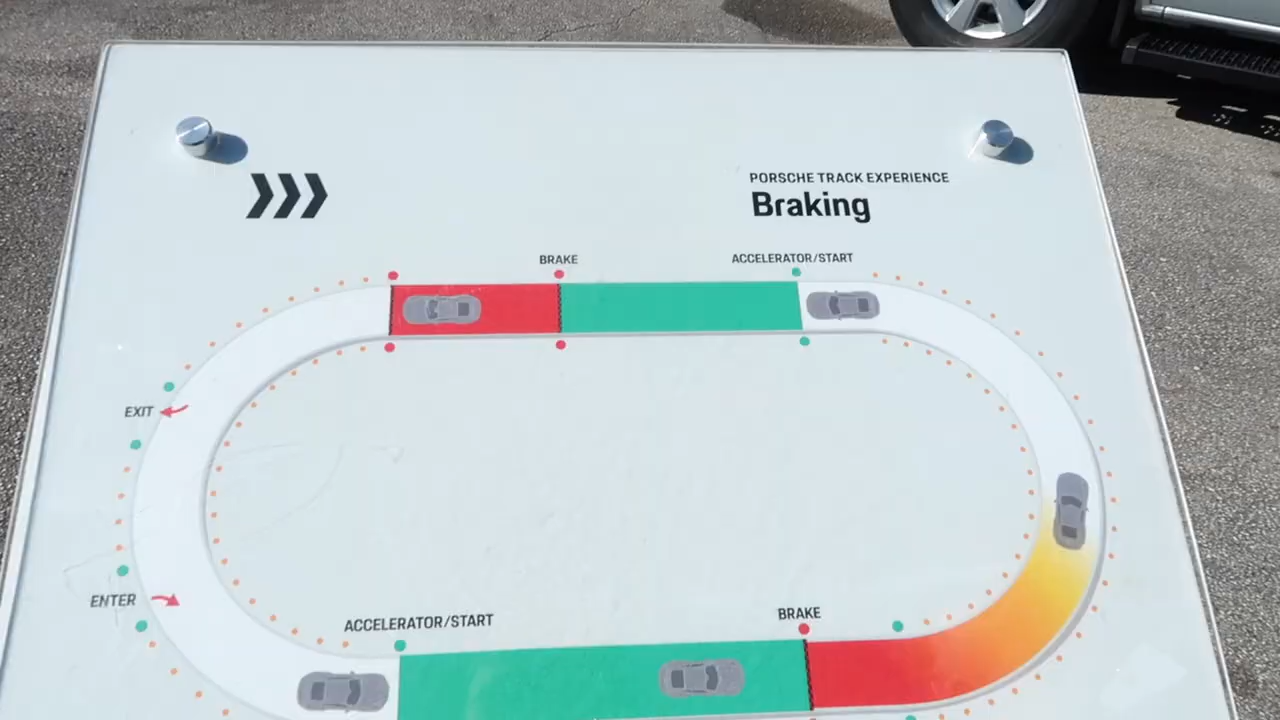 PORSCHE TRACK EXPERIENCE
Braking
BRAKE
ACCELERATOR/START
EXIT
ENTER
ACCELERATOR/START
BRAKE